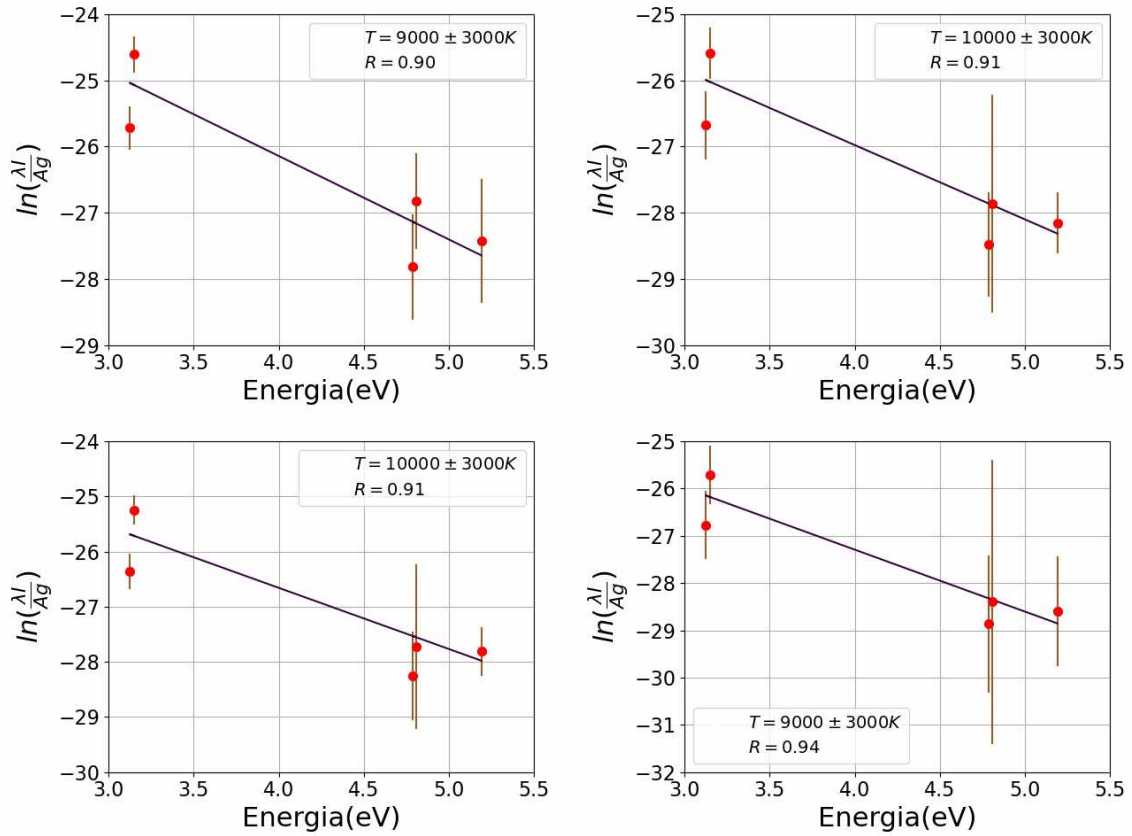 −24
−25
−26
−27
−28
−29
ln(λI/Ag)
T = 9000 ± 3000K
R = 0.90
3.0 3.5 4.0 4.5 5.0 5.5
Energia(eV)
−25
−26
−27
−28
−29
−30
ln(λI/Ag)
T = 10000 ± 3000K
R = 0.91
3.0 3.5 4.0 4.5 5.0 5.5
Energia(eV)
−24
−25
−26
−27
−28
−29
−30
ln(λI/Ag)
T = 10000 ± 3000K
R = 0.91
3.0 3.5 4.0 4.5 5.0 5.5
Energia(eV)
−25
−26
−27
−28
−29
−30
−31
−32
ln(λI/Ag)
T = 9000 ± 3000K
R = 0.94
3.0 3.5 4.0 4.5 5.0 5.5
Energia(eV)